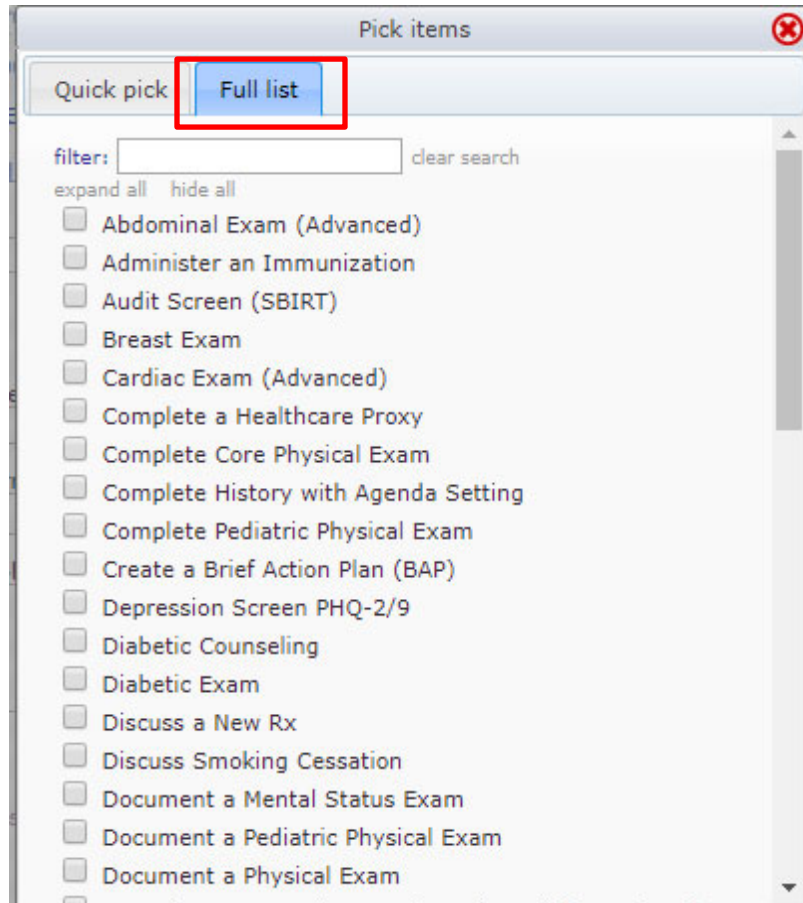 Pick items
Quick pick Full list
filter: clear search
expand all hide all
Abdominal Exam (Advanced)
Administer an Immunization
Audit Screen (SBIRT)
Breast Exam
Cardiac Exam (Advanced)
Complete a Healthcare Proxy
Complete Core Physical Exam
Complete History with Agenda Setting
Complete Pediatric Physical Exam
Create a Brief Action Plan (BAP)
Depression Screen PHQ-2/9
Diabetic Counseling
Diabetic Exam
Discuss a New Rx
Discuss Smoking Cessation
Document a Mental Status Exam
Document a Pediatric Physical Exam
Document a Physical Exam